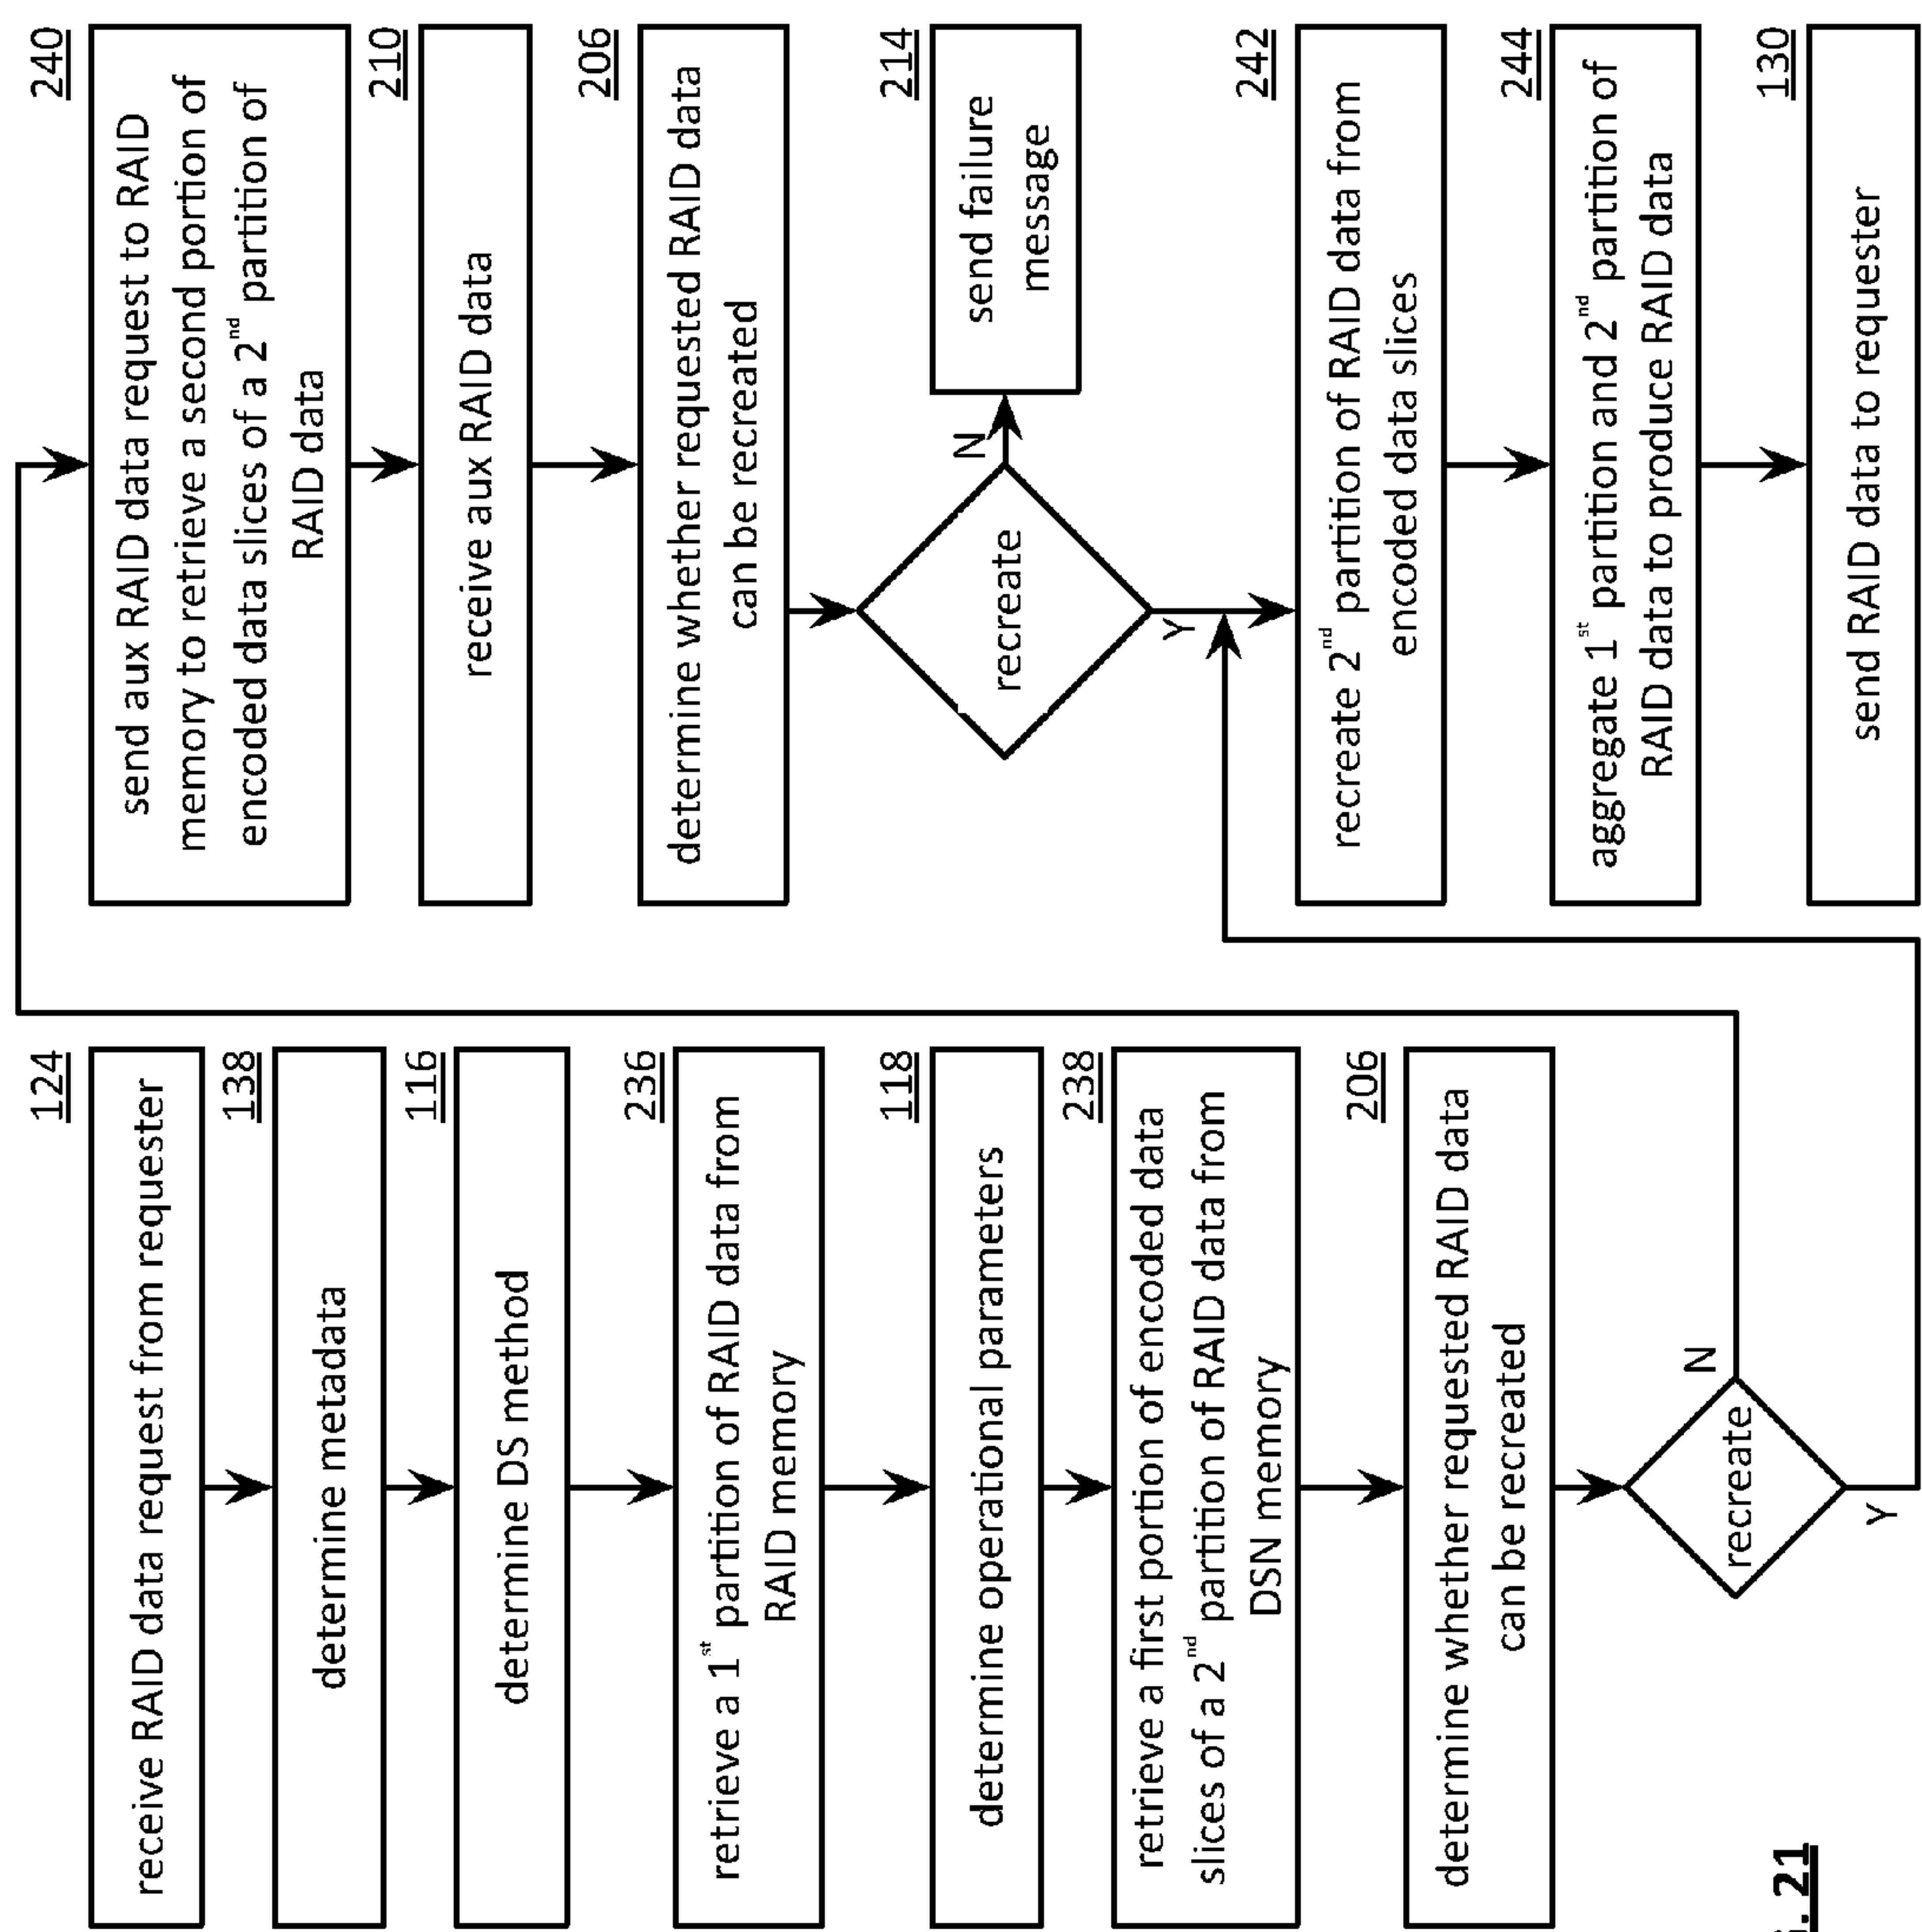 124
receive RAID data request from requester
138
determine metadata
116
determine DS method
236
retrieve a 1st partition of RAID data from
RAID memory
118
determine operational parameters
238
retrieve a first portion of encoded data
slices of a 2nd partition of RAID data from
DSN memory
206
determine whether requested RAID data
can be recreated
recreate
N
Y
240
send aux RAID data request to RAID
memory to retrieve a second portion of
encoded data slices of a 2nd partition of
RAID data
210
receive aux RAID data
206
determine whether requested RAID data
can be recreated
recreate
N
214
send failure
message
Y
242
recreate 2nd partition of RAID data from
encoded data slices
244
aggregate 1st partition and 2nd partition of
RAID data to produce RAID data
130
send RAID data to requester
. 21